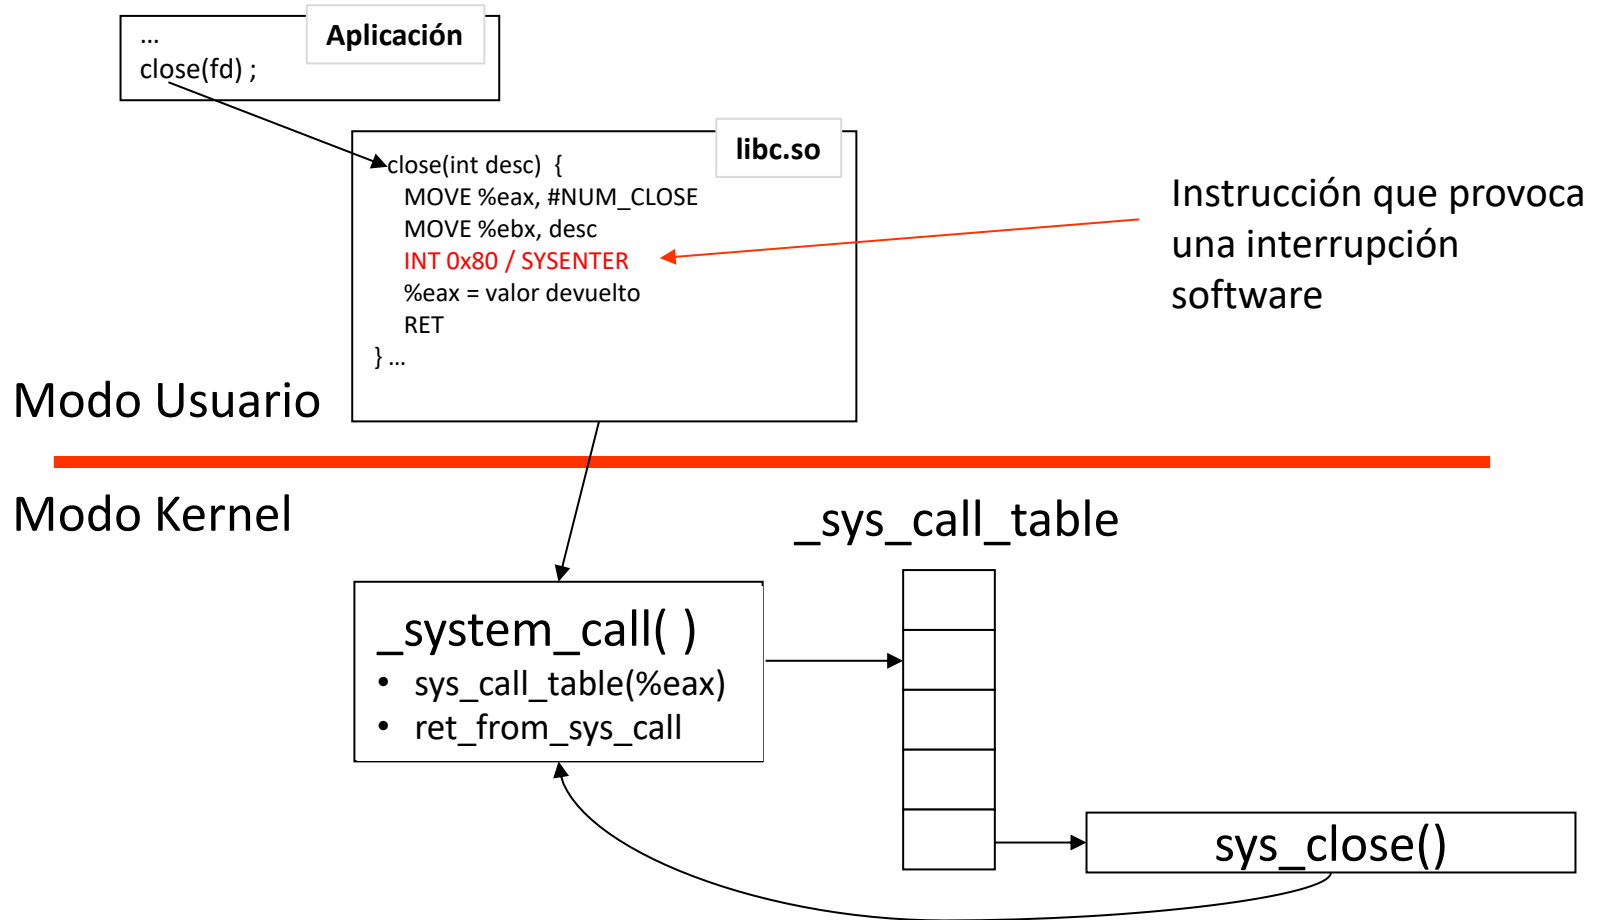 Aplicación
...
close(fd) ;
libc.so
close(int desc) {
MOVE %eax, #NUM_CLOSE
MOVE %ebx, desc
INT 0x80 / SYSENTER
%eax = valor devuelto
RET
} ...
Instrucción que provoca
una interrupción
software
Modo Usuario
Modo Kernel
_sys_call_table
_system_call( )
• sys_call_table(%eax)
• ret_from_sys_call
sys_close()